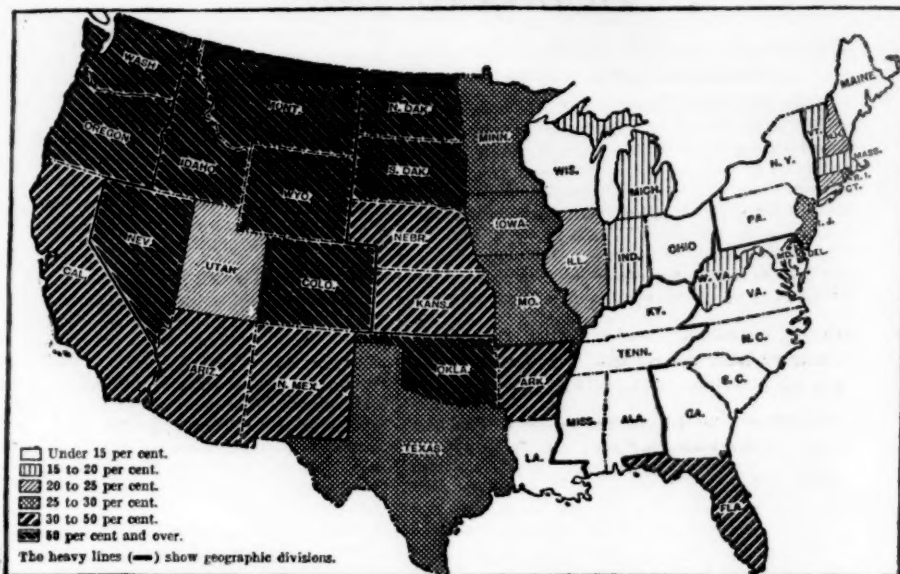 WASH
MONT.
N. DAK.
MINN.
MAINE
OREGON
IDAHO
S. DAK.
WIS.
MICH.
VT.
N.H.
MASS.
N. Y.
R. I.
CT.
WYO.
IOWA
PA.
N. J.
NEV.
NEBR.
ILL.
IND.
OHIO
MD.
DEL.
UTAH
COLO.
W. VA.
CAL.
KANS.
MO.
KY.
VA.
ARIZ.
N. MEX.
OKLA.
ARK.
TENN.
N. C.
S. C.
TEXAS
LA.
MISS.
ALA.
GA.
FLA.
Under 15 per cent.
15 to 20 per cent.
20 to 25 per cent.
25 to 30 per cent.
30 to 50 per cent.
50 per cent and over.
The heavy lines (▬) show geographic divisions.